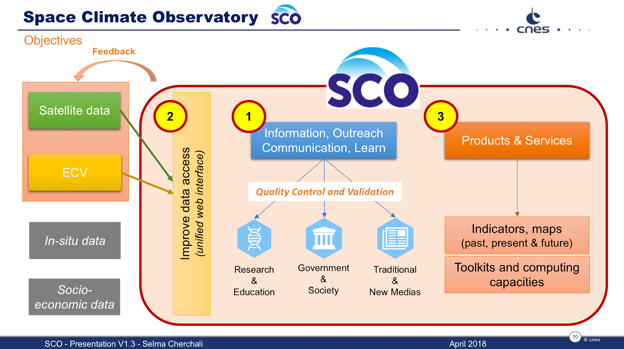 Space Climate Observatory
SCO
cnes
Objectives
Feedback
SCO
2
1
3
Satellite data
ECV
In-situ data
Socio-
economic data
Improve data access
(unified web interface)
Information, Outreach
Communication, Learn
Quality Control and Validation
Research
&
Education
Government
&
Society
Traditional
&
New Medias
Products & Services
Indicators, maps
(past, present & future)
Toolkits and computing
capacities
SCO - Presentation V1.3 - Selma Cherchali
April 2018
© cnes